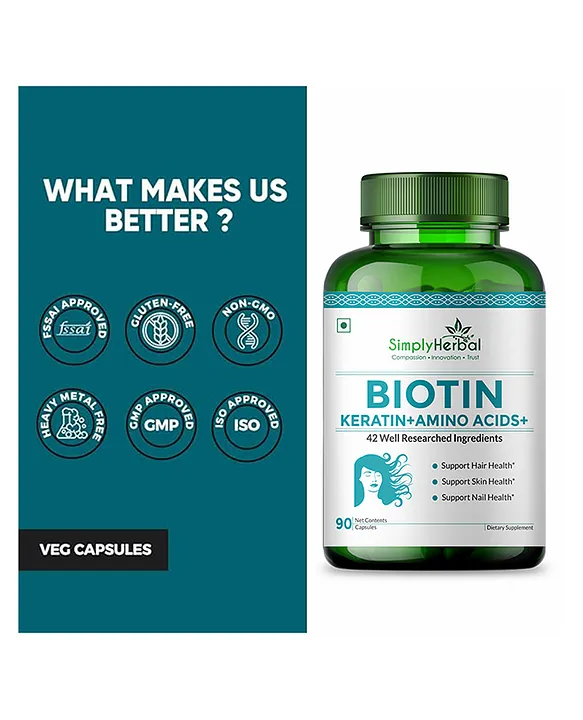 WHAT MAKES US
BETTER ?
FSSAI APPROVED
fssai
GLUTEN-FREE
NON-GMO
HEAVY METAL FREE
GMP APPROVED
GMP
ISO APPROVED
ISO
VEG CAPSULES
SimplyHerbal
Compassion • Innovation • Trust
BIOTIN
KERATIN+AMINO ACIDS+
42 Well Researched Ingredients
• Support Hair Health*
• Support Skin Health*
• Support Nail Health*
90 Net Contents
Capsules
Dietary Supplement